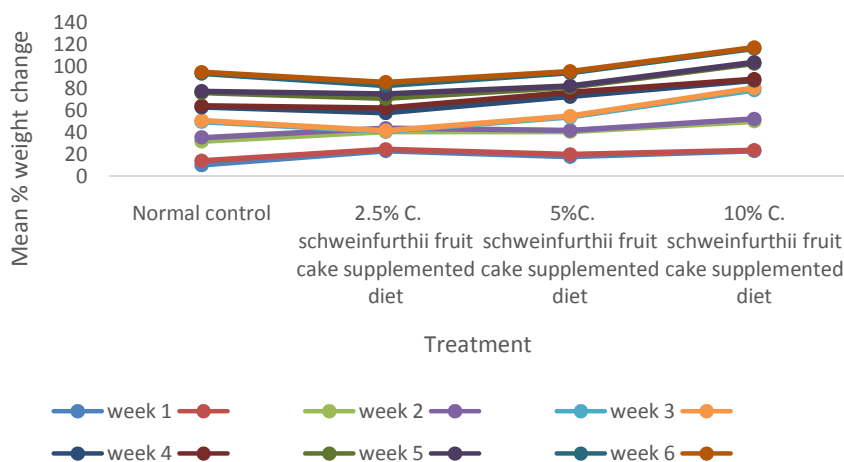 140
120
100
80
60
40
20
0
Mean % weight change
Normal control
2.5% C.
schweinfurthii fruit
cake supplemented
diet
5%C.
schweinfurthii fruit
cake supplemented
diet
10% C.
schweinfurthii fruit
cake supplemented
diet
Treatment
week 1 week 2 week 3
week 4 week 5 week 6